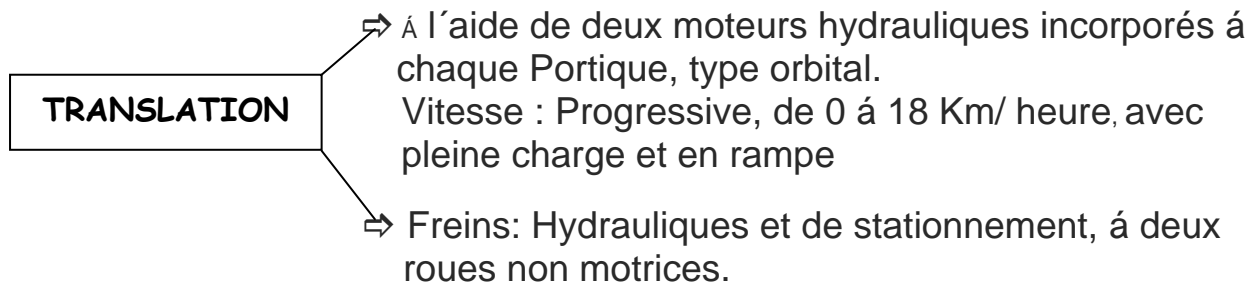 ⇨ Á l´aide de deux moteurs hydrauliques incorporés á
chaque Portique, type orbital.
TRANSLATION
Vitesse : Progressive, de 0 á 18 Km/ heure, avec
pleine charge et en rampe
⇨ Freins: Hydrauliques et de stationnement, á deux
roues non motrices.